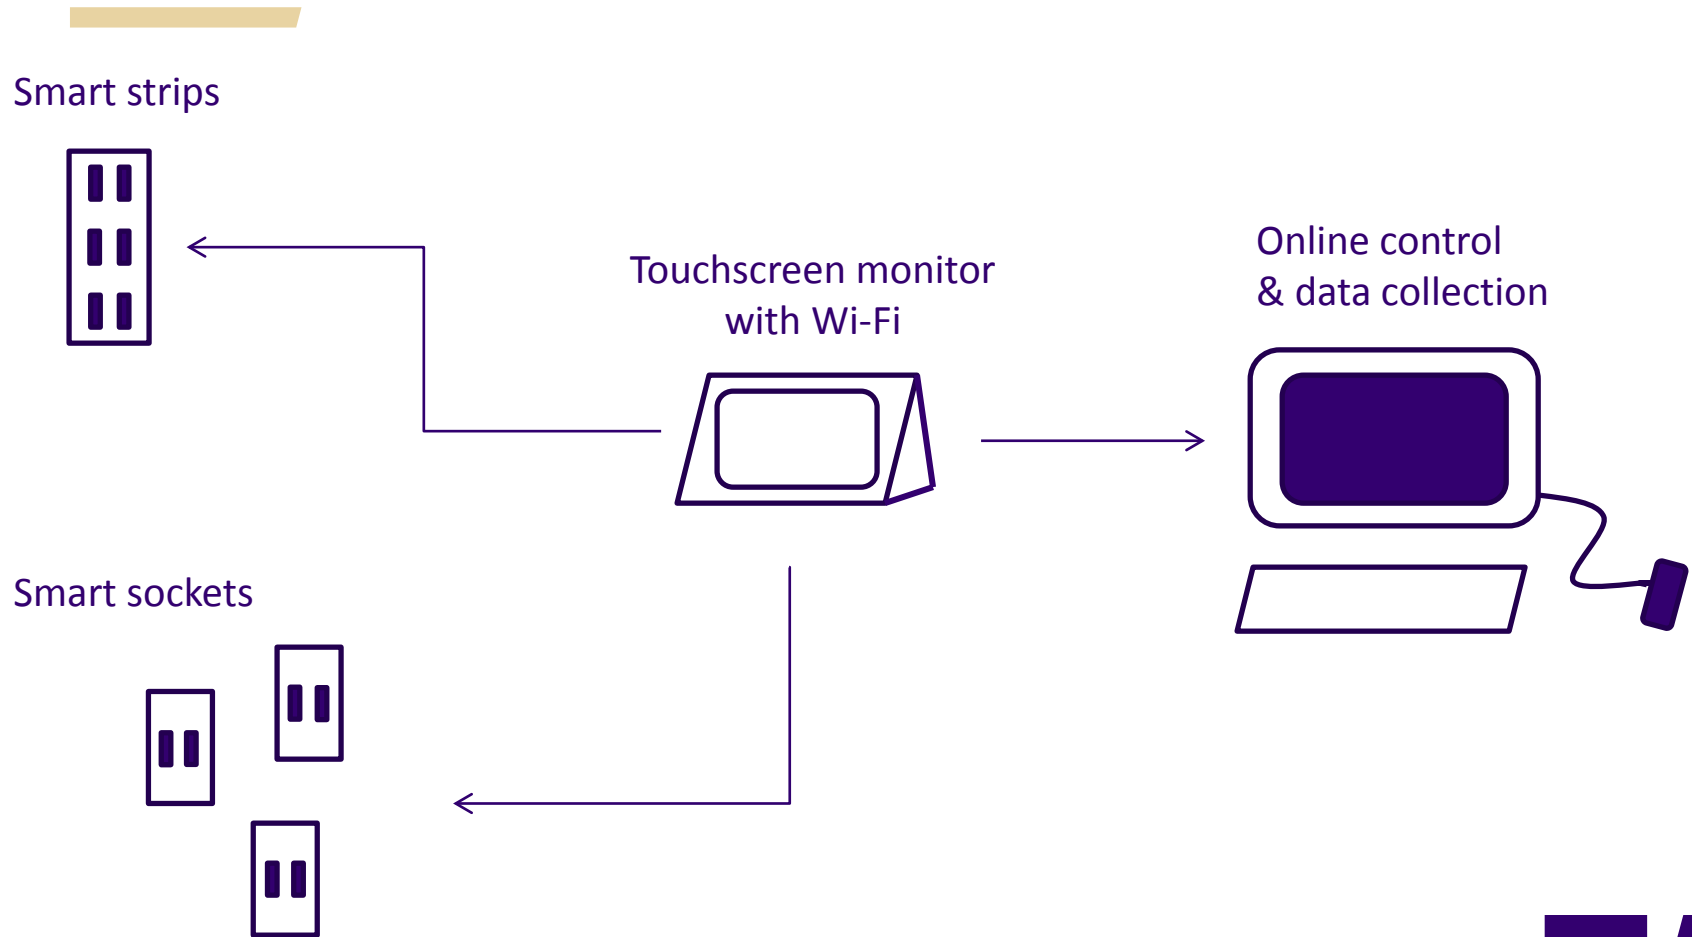 Smart strips
Touchscreen monitor
with Wi-Fi
Online control
& data collection
Smart sockets